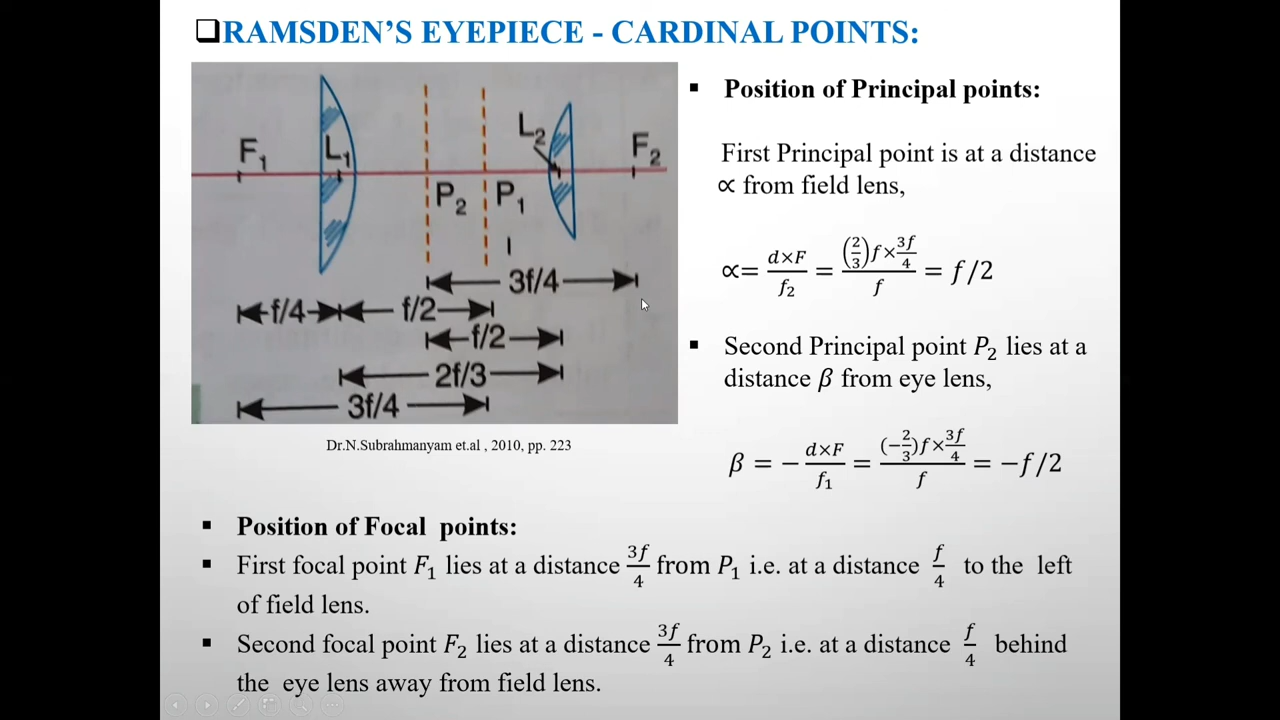 ❑RAMSDEN’S EYEPIECE - CARDINAL POINTS:
F₁
L₁
P₂
P₁
L₂
F₂
3f/4
f/4
f/2
f/2
2f/3
3f/4
Dr.N.Subrahmanyam et.al , 2010, pp. 223
▪ Position of Principal points:
First Principal point is at a distance
∝ from field lens,
∝= d×F/f₂ = (2/3)f×3f/4/f = f/2
▪ Second Principal point P₂ lies at a
distance β from eye lens,
β = − d×F/f₁ = (−2/3)f×3f/4/f = −f/2
▪ Position of Focal points:
▪ First focal point F₁ lies at a distance 3f/4 from P₁ i.e. at a distance f/4 to the left
of field lens.
▪ Second focal point F₂ lies at a distance 3f/4 from P₂ i.e. at a distance f/4 behind
the eye lens away from field lens.